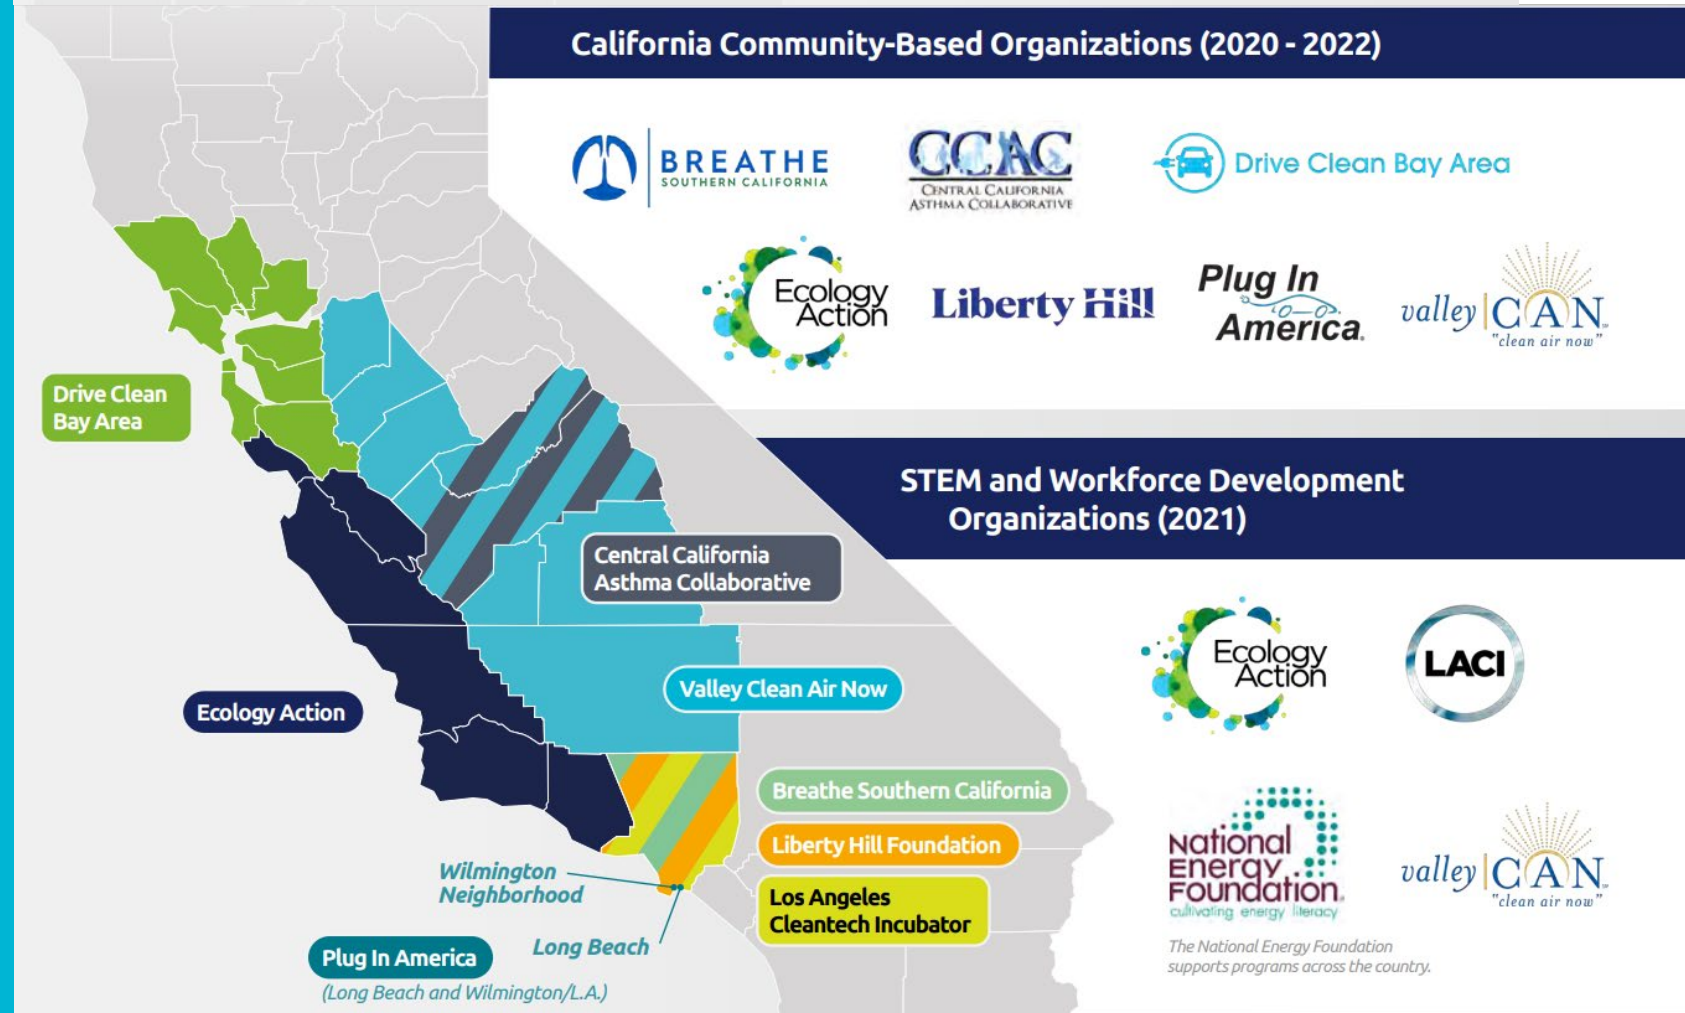 California Community-Based Organizations (2020 - 2022)
BREATHE
SOUTHERN CALIFORNIA
CCAC
CENTRAL CALIFORNIA
ASTHMA COLLABORATIVE
Drive Clean Bay Area
Ecology
Action
Liberty Hill
Plug In
America.
valley CAN
"clean air now"
STEM and Workforce Development
Organizations (2021)
Ecology
Action
LACI
National
Energy
Foundation
cultivating energy literacy
The National Energy Foundation
supports programs across the country.
valley CAN
"clean air now"
Drive Clean
Bay Area
Central California
Asthma Collaborative
Ecology Action
Valley Clean Air Now
Breathe Southern California
Liberty Hill Foundation
Los Angeles
Cleantech Incubator
Wilmington
Neighborhood
Long Beach
Plug In America
(Long Beach and Wilmington/L.A.)